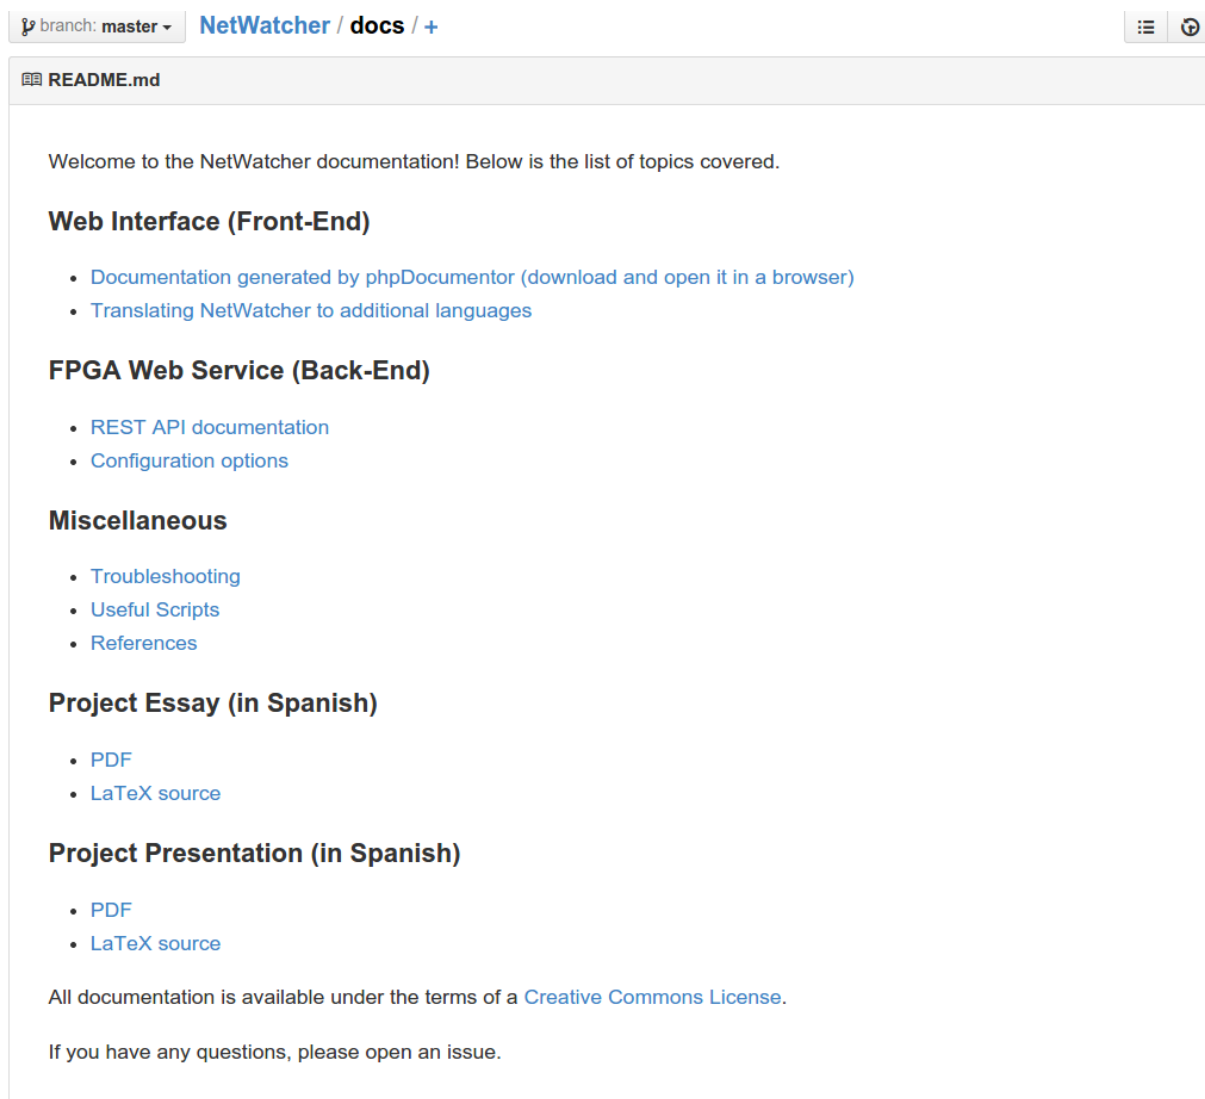 branch: master NetWatcher / docs / +
README.md
Welcome to the NetWatcher documentation! Below is the list of topics covered.
Web Interface (Front-End)
Documentation generated by phpDocumentor (download and open it in a browser)
Translating NetWatcher to additional languages
FPGA Web Service (Back-End)
REST API documentation
Configuration options
Miscellaneous
Troubleshooting
Useful Scripts
References
Project Essay (in Spanish)
PDF
LaTeX source
Project Presentation (in Spanish)
PDF
LaTeX source
All documentation is available under the terms of a Creative Commons License.
If you have any questions, please open an issue.